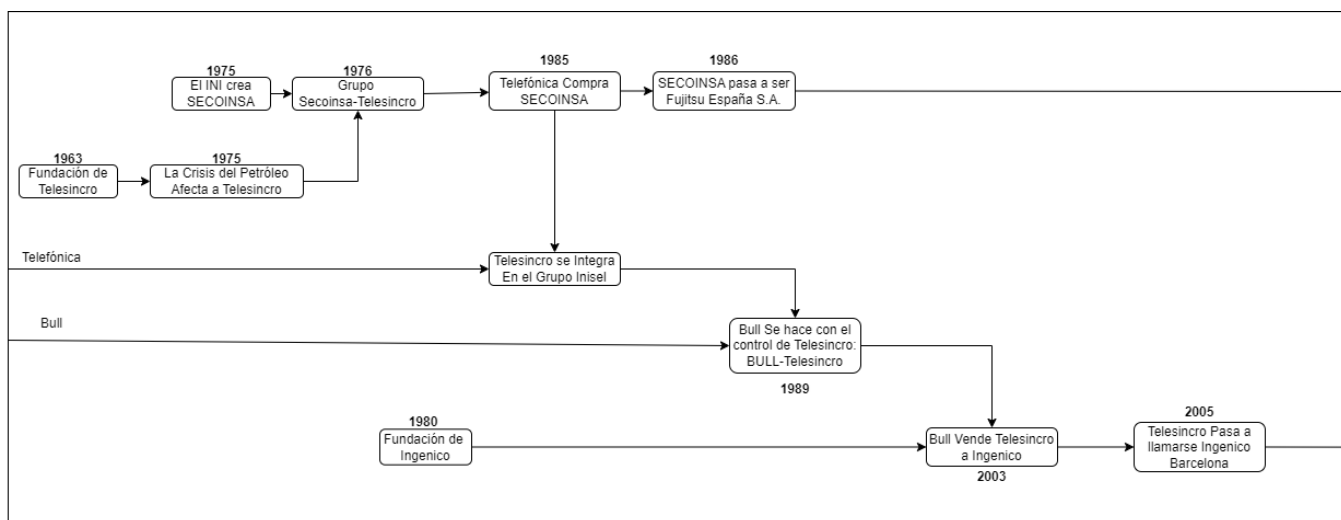 1975
El INI crea
SECOINSA
1976
Grupo
Secoinsa-Telesincro
1985
Telefónica Compra
SECOINSA
1986
SECOINSA pasa a ser
Fujitsu España S.A.
1963
Fundación de
Telesincro
1975
La Crisis del Petróleo
Afecta a Telesincro
Telefónica
Telesincro se Integra
En el Grupo Inisel
Bull
Bull Se hace con el
control de Telesincro:
BULL-Telesincro
1989
1980
Fundación de
Ingenico
Bull Vende Telesincro
a Ingenico
2003
2005
Telesincro Pasa a
llamarse Ingenico
Barcelona